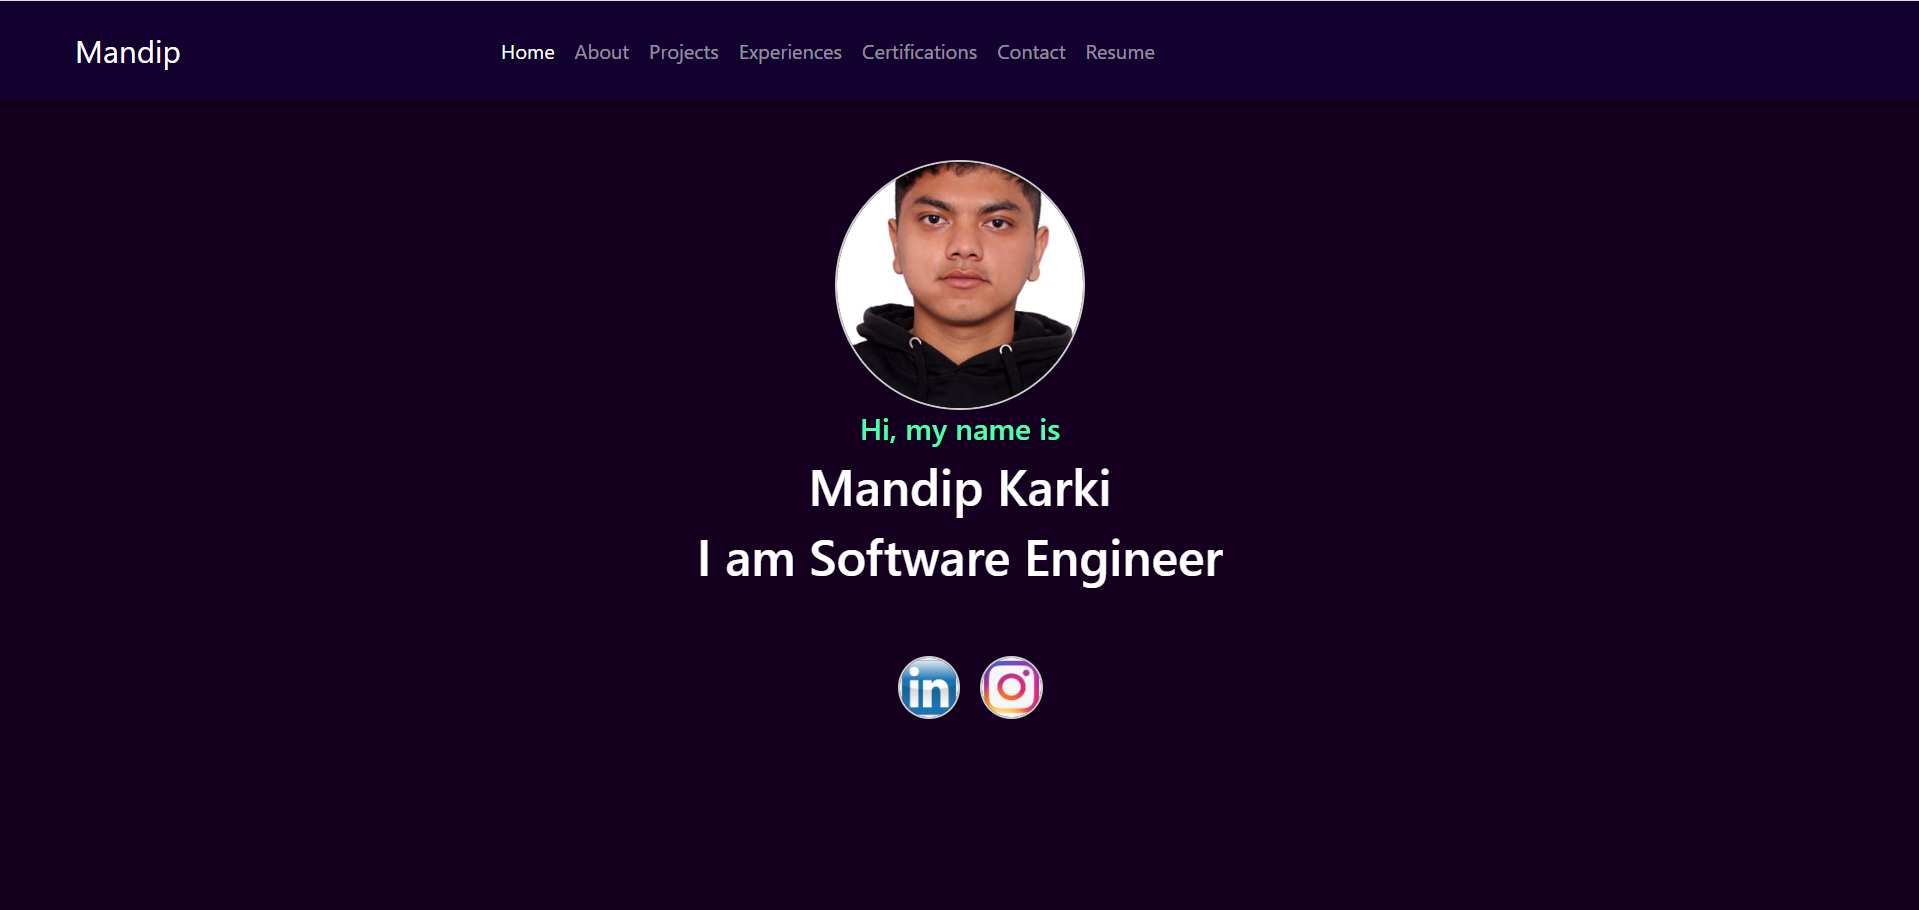 Mandip
Home About Projects Experiences Certifications Contact Resume
Hi, my name is
Mandip Karki
I am Software Engineer
in